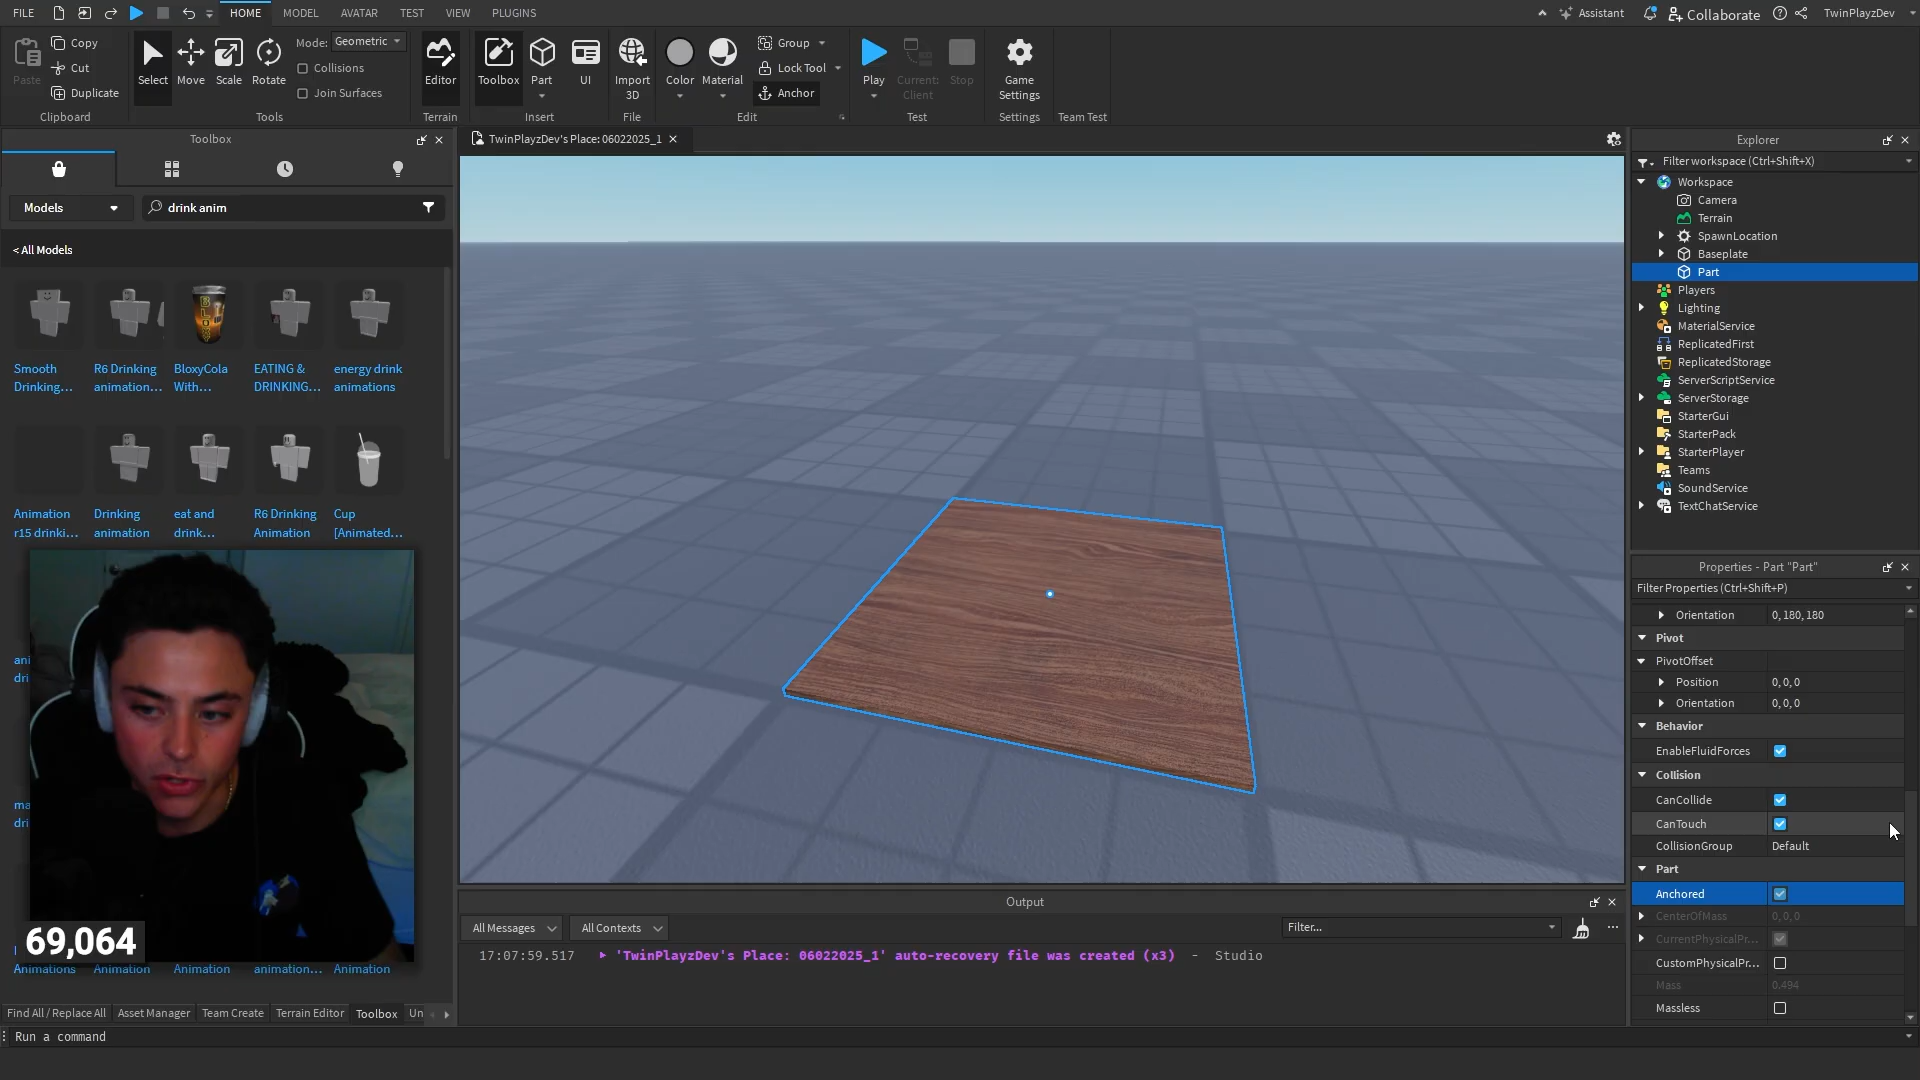 FILE HOME MODEL AVATAR TEST VIEW PLUGINS Assistant Collaborate TwinPlayzDev
Paste Copy Cut Duplicate Clipboard
Select Move Scale Rotate Mode: Geometric Collisions Join Surfaces Tools
Editor Terrain
Toolbox Part UI Insert
Import 3D File
Color Material Group Lock Tool Anchor Edit
Play Current: Client Stop Test
Game Settings Settings
Team Test
Toolbox
Models drink anim
< All Models
Smooth Drinking...
R6 Drinking animation...
BloxyCola With...
EATING & DRINKING...
energy drink animations
Animation r15 drinki...
Drinking animation
eat and drink...
R6 Drinking Animation
Cup [Animated...
ani
dri
ma
dri
BLOX
69,064
Animations Animation Animation animation... Animation
Find All / Replace All Asset Manager Team Create Terrain Editor Toolbox Un
Run a command
TwinPlayzDev's Place: 06022025_1
Output
All Messages All Contexts Filter...
17:07:59.517 'TwinPlayzDev's Place: 06022025_1' auto-recovery file was created (x3) - Studio
Explorer
Filter workspace (Ctrl+Shift+X)
Workspace
Camera
Terrain
SpawnLocation
Baseplate
Part
Players
Lighting
MaterialService
ReplicatedFirst
ReplicatedStorage
ServerScriptService
ServerStorage
StarterGui
StarterPack
StarterPlayer
Teams
SoundService
TextChatService
Properties - Part "Part"
Filter Properties (Ctrl+Shift+P)
Orientation 0, 180, 180
Pivot
PivotOffset
Position 0, 0, 0
Orientation 0, 0, 0
Behavior
EnableFluidForces
Collision
CanCollide
CanTouch
CollisionGroup Default
Part
Anchored
CenterOfMass 0, 0, 0
CurrentPhysicalPr...
CustomPhysicalPr...
Mass 0.494
Massless